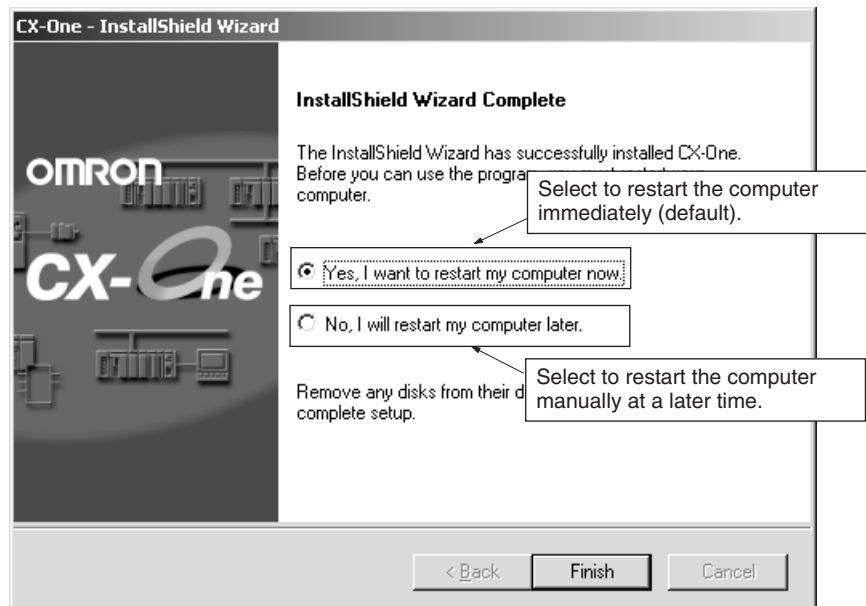 CX-One - InstallShield Wizard
OMRON
CX-One
InstallShield Wizard Complete
The InstallShield Wizard has successfully installed CX-One.
Before you can use the program,
computer.
Select to restart the computer
immediately (default).
Yes, I want to restart my computer now.
No, I will restart my computer later.
Select to restart the computer
manually at a later time.
Remove any disks from their
complete setup.
< Back
Finish
Cancel